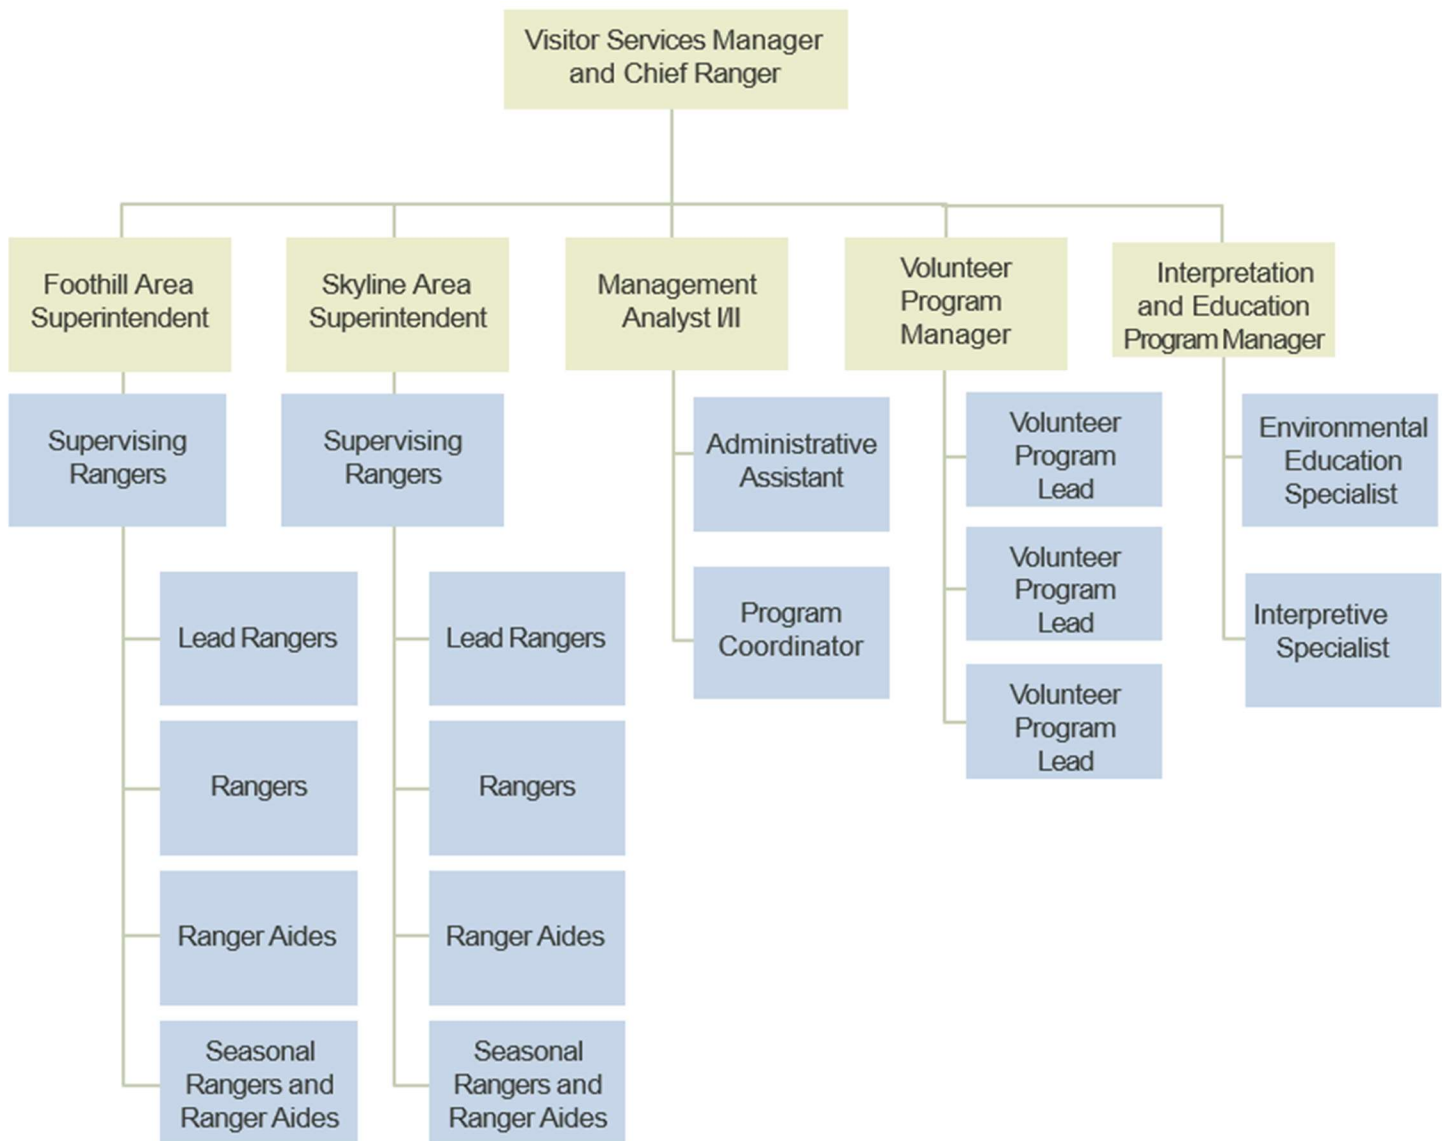 Visitor Services Manager
and Chief Ranger
Foothill Area
Superintendent
Skyline Area
Superintendent
Management
Analyst I/II
Volunteer
Program
Manager
Interpretation
and Education
Program Manager
Supervising
Rangers
Lead Rangers
Rangers
Ranger Aides
Seasonal
Rangers and
Ranger Aides
Supervising
Rangers
Lead Rangers
Rangers
Ranger Aides
Seasonal
Rangers and
Ranger Aides
Administrative
Assistant
Program
Coordinator
Volunteer
Program
Lead
Volunteer
Program
Lead
Volunteer
Program
Lead
Environmental
Education
Specialist
Interpretive
Specialist